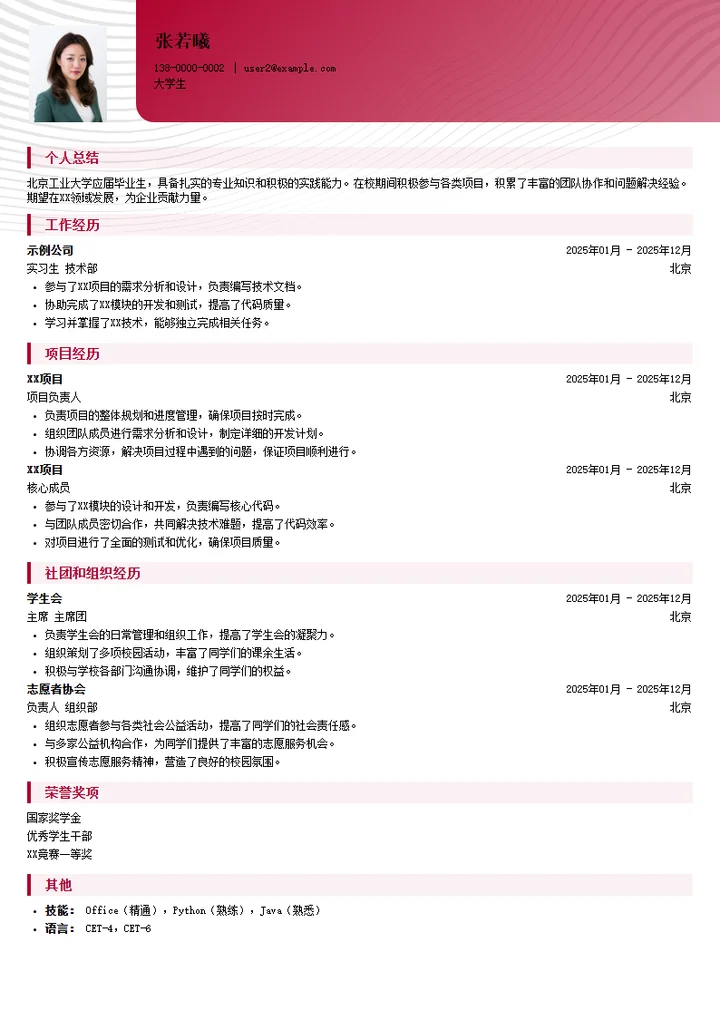 张若曦
138-0000-0002 | user2@example.com
大学生
个人总结
北京工业大学应届毕业生，具备扎实的专业知识和积极的实践能力。在校期间积极参与各类项目，积累了丰富的团队协作和问题解决经验。
期望在XX领域发展，为企业贡献力量。
工作经历
示例公司 2025年01月 - 2025年12月
实习生 技术部 北京
• 参与了XX项目的需求分析和设计，负责编写技术文档。
• 协助完成了XX模块的开发和测试，提高了代码质量。
• 学习并掌握了XX技术，能够独立完成相关任务。
项目经历
XX项目 2025年01月 - 2025年12月
项目负责人 北京
• 负责项目的整体规划和进度管理，确保项目按时完成。
• 组织团队成员进行需求分析和设计，制定详细的开发计划。
• 协调各方资源，解决项目过程中遇到的问题，保证项目顺利进行。
XX项目 2025年01月 - 2025年12月
核心成员 北京
• 参与了XX模块的设计和开发，负责编写核心代码。
• 与团队成员密切合作，共同解决技术难题，提高了代码效率。
• 对项目进行了全面的测试和优化，确保项目质量。
社团和组织经历
学生会 2025年01月 - 2025年12月
主席 主席团 北京
• 负责学生会的日常管理和组织工作，提高了学生会的凝聚力。
• 组织策划了多项校园活动，丰富了同学们的课余生活。
• 积极与学校各部门沟通协调，维护了同学们的权益。
志愿者协会 2025年01月 - 2025年12月
负责人 组织部 北京
• 组织志愿者参与各类社会公益活动，提高了同学们的社会责任感。
• 与多家公益机构合作，为同学们提供了丰富的志愿服务机会。
• 积极宣传志愿服务精神，营造了良好的校园氛围。
荣誉奖项
国家奖学金
优秀学生干部
XX竞赛一等奖
其他
• 技能： Office（精通），Python（熟练），Java（熟悉）
• 语言： CET-4，CET-6